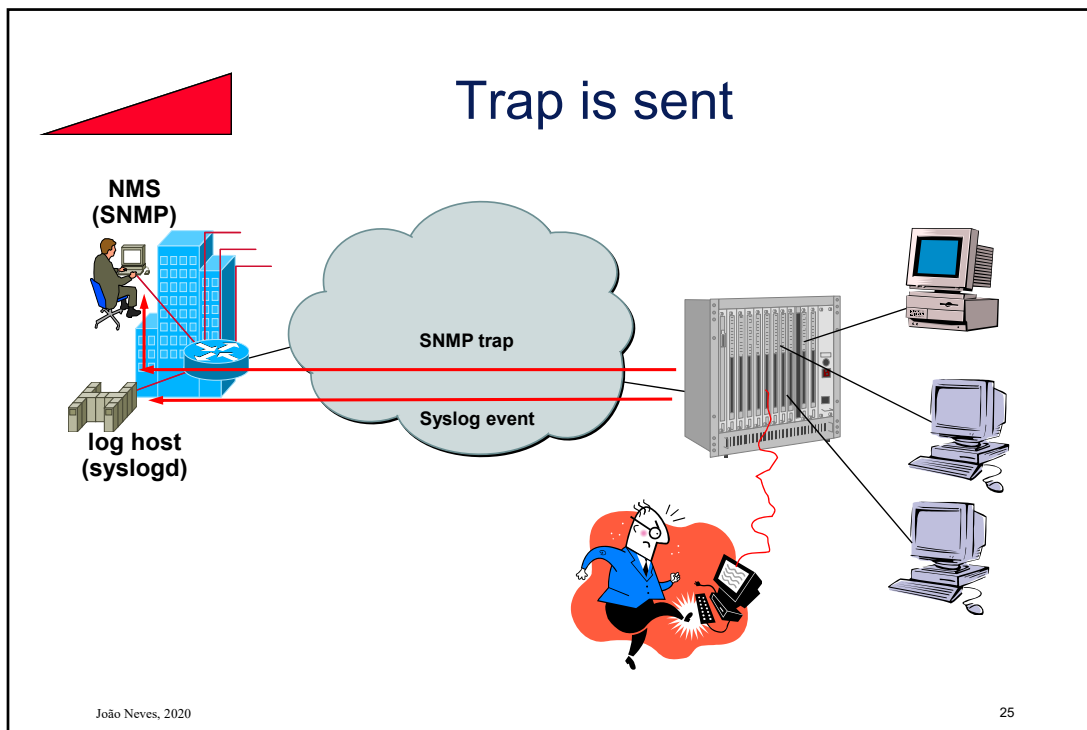 Trap is sent
NMS
(SNMP)
SNMP trap
Syslog event
log host
(syslogd)
João Neves, 2020
25